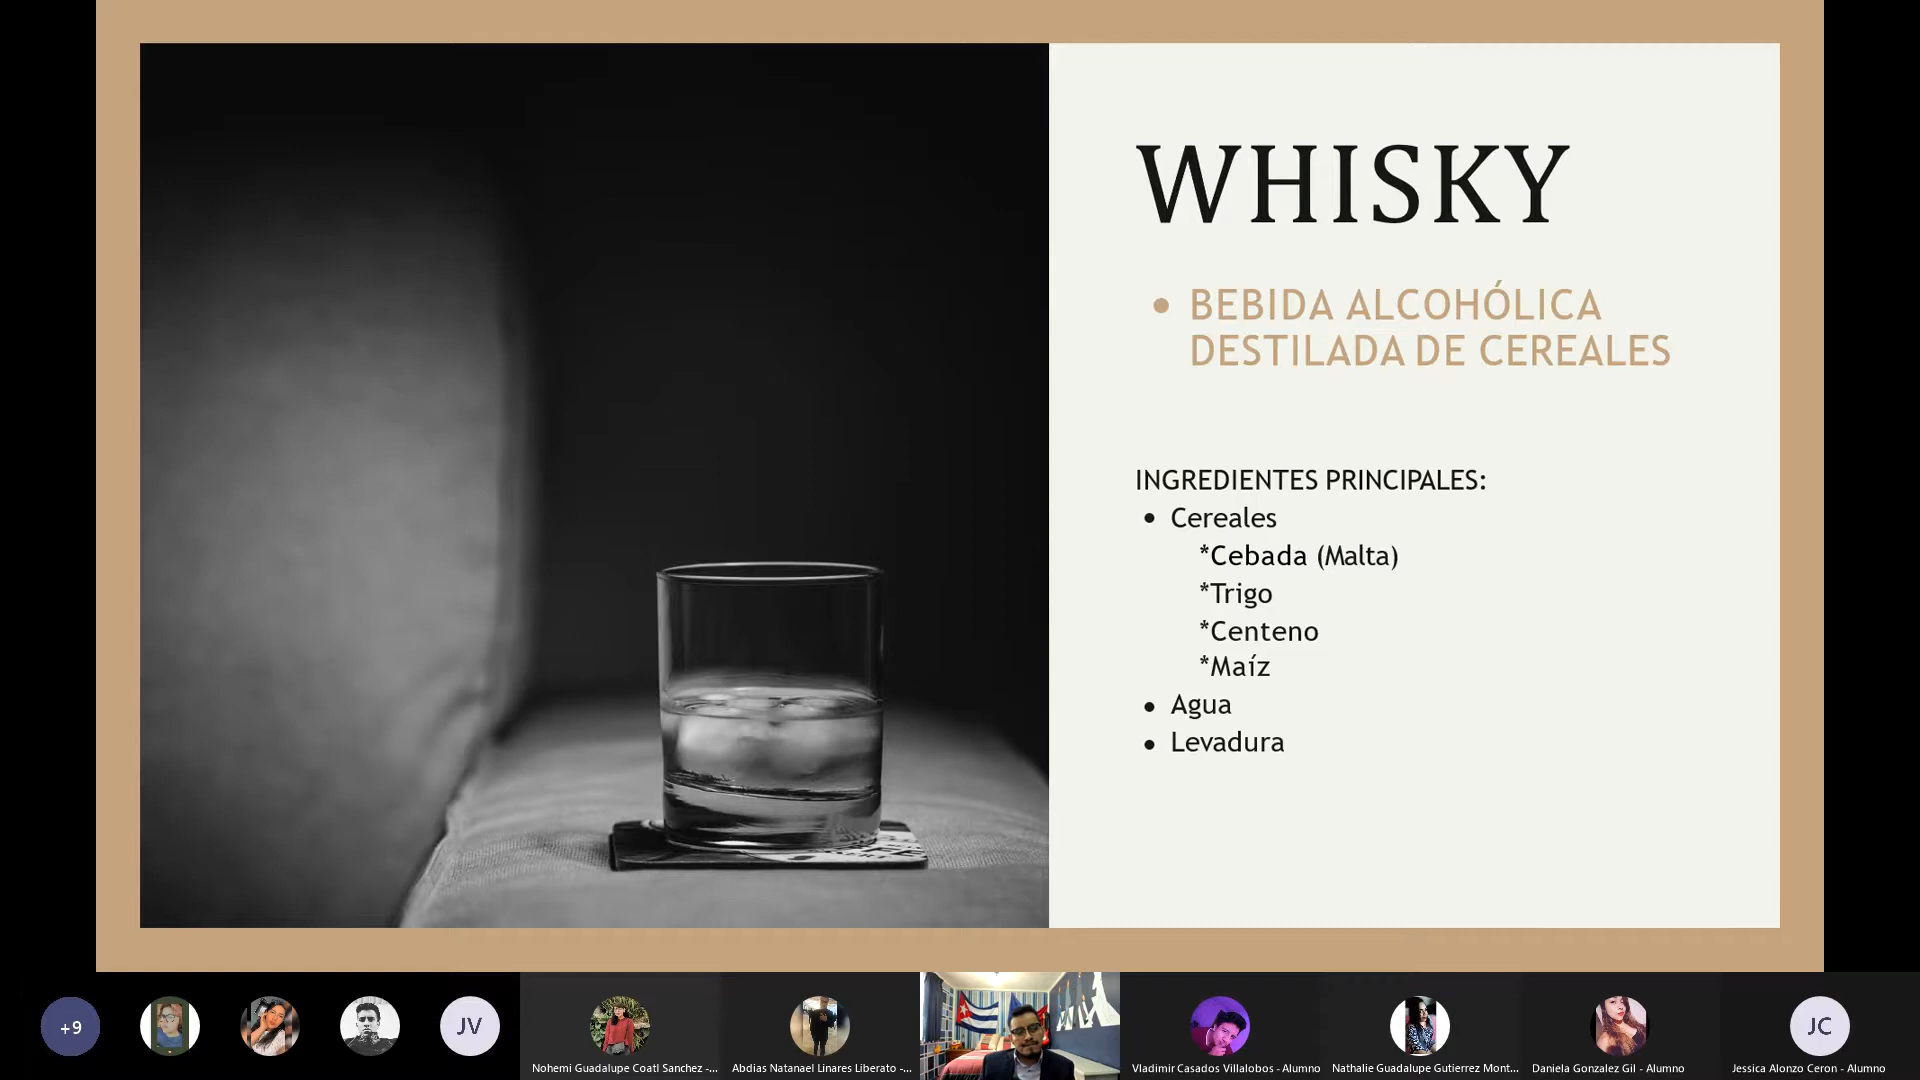 WHISKY
• BEBIDA ALCOHÓLICA
DESTILADA DE CEREALES
INGREDIENTES PRINCIPALES:
• Cereales
*Cebada (Malta)
*Trigo
*Centeno
*Maíz
• Agua
• Levadura
+9
JV
Nohemi Guadalupe Coatl Sanchez -...
Abdias Natanael Linares Liberato -...
Vladimir Casados Villalobos - Alumno
Nathalie Guadalupe Gutierrez Mont...
Daniela Gonzalez Gil - Alumno
JC
Jessica Alonzo Ceron - Alumno